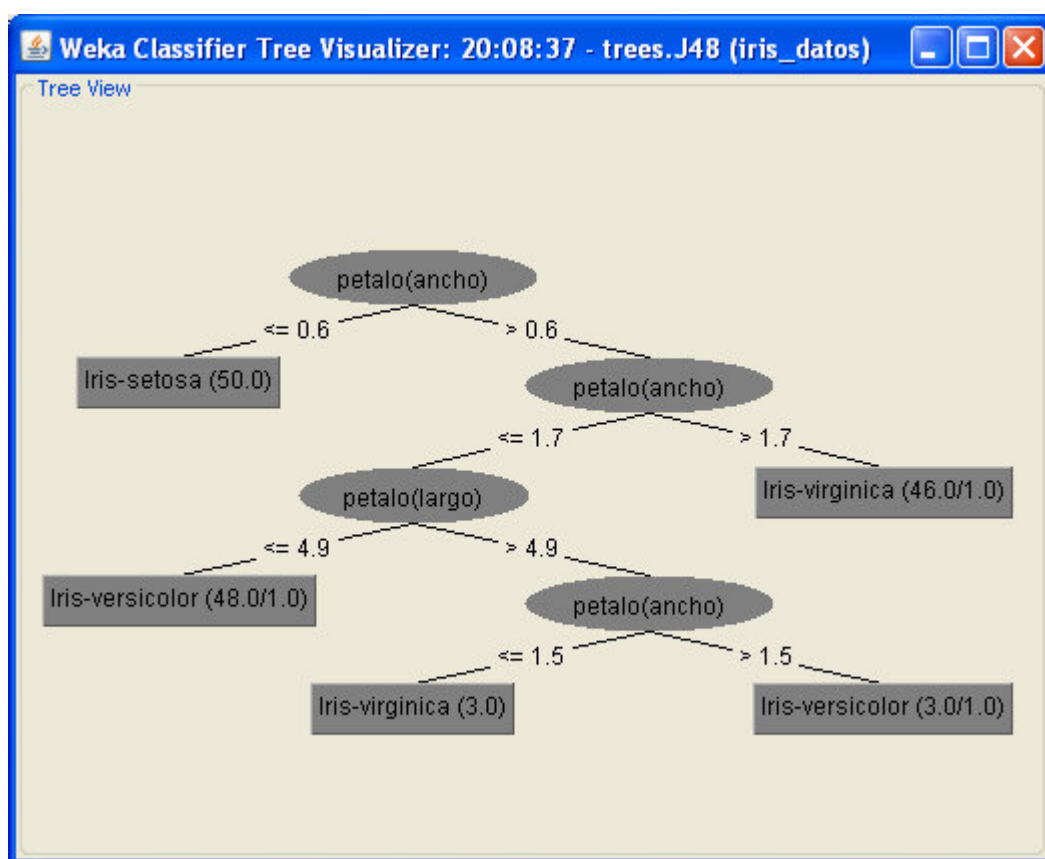 Weka Classifier Tree Visualizer: 20:08:37 - trees.J48 (iris_datos)
Tree View
petalo(ancho)
<= 0.6
> 0.6
Iris-setosa (50.0)
petalo(ancho)
<= 1.7
> 1.7
petalo(largo)
Iris-virginica (46.0/1.0)
<= 4.9
> 4.9
Iris-versicolor (48.0/1.0)
petalo(ancho)
<= 1.5
> 1.5
Iris-virginica (3.0)
Iris-versicolor (3.0/1.0)